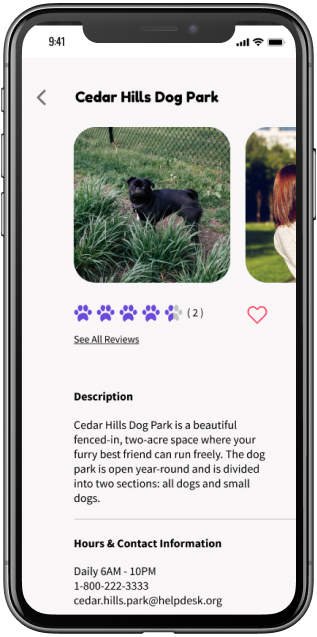 9:41
Cedar Hills Dog Park
( 2 )
See All Reviews
Description
Cedar Hills Dog Park is a beautiful
fenced-in, two-acre space where your
furry best friend can run freely. The dog
park is open year-round and is divided
into two sections: all dogs and small
dogs.
Hours & Contact Information
Daily 6AM - 10PM
1-800-222-3333
cedar.hills.park@helpdesk.org